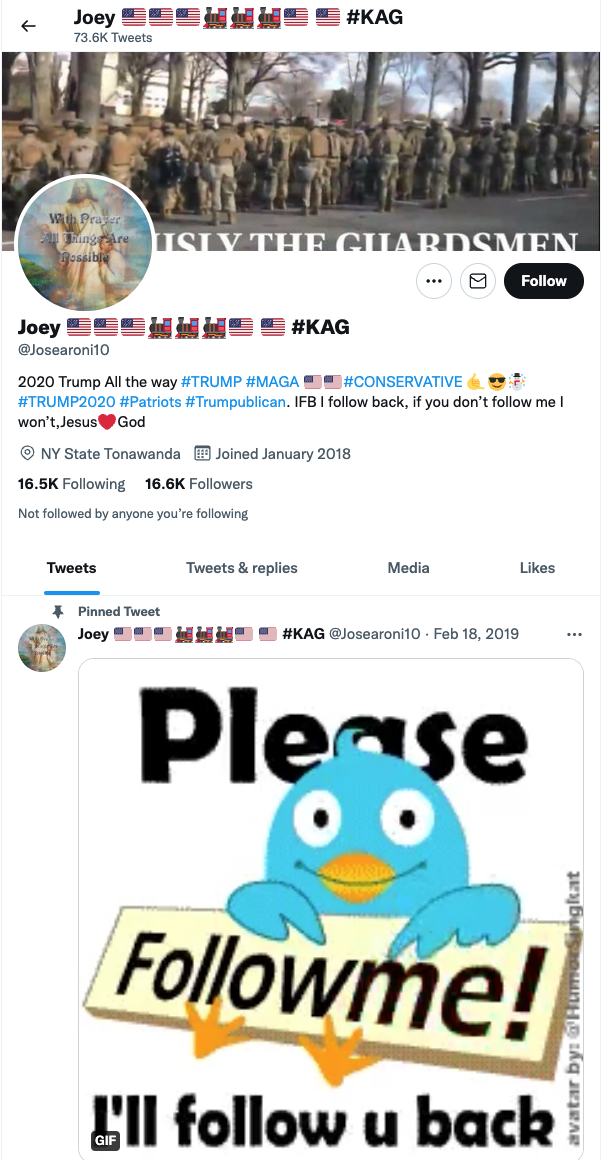 Joey 🇺🇸🇺🇸🇺🇸🚂🚂🚂🇺🇸 🇺🇸 #KAG
73.6K Tweets
With Prayer
All Things Are
Possible
USLY THE GUARDSMEN
Follow
Joey 🇺🇸🇺🇸🇺🇸🚂🚂🚂🇺🇸 🇺🇸 #KAG
@Josearoni10
2020 Trump All the way #TRUMP #MAGA 🇺🇸🇺🇸#CONSERVATIVE 🤙😎☃️
#TRUMP2020 #Patriots #Trumpublican. IFB I follow back, if you don’t follow me I
won’t,Jesus❤️God
NY State Tonawanda Joined January 2018
16.5K Following 16.6K Followers
Not followed by anyone you’re following
Tweets Tweets & replies Media Likes
Pinned Tweet
Joey 🇺🇸🇺🇸🇺🇸🚂🚂🚂🇺🇸 🇺🇸 #KAG @Josearoni10 · Feb 18, 2019
Please
Followme!
I'll follow u back
GIF
avatar by: @HumorSingkat